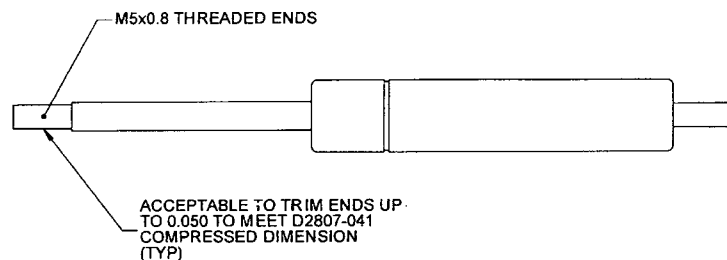 M5x0.8 THREADED ENDS
ACCEPTABLE TO TRIM ENDS UP
TO 0.050 TO MEET D2807-041
COMPRESSED DIMENSION
(TYP)